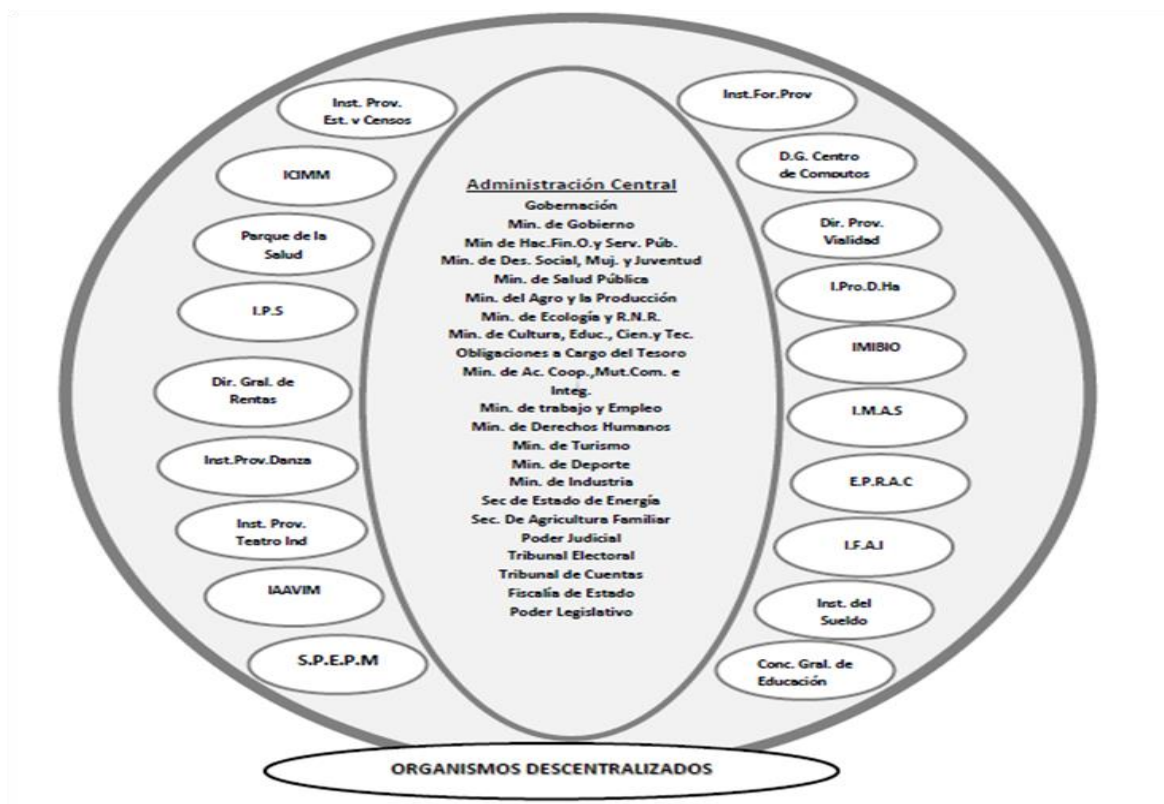 Inst. Prov.
Est. y Censos
ICIMM
Parque de la
Salud
I.P.S
Dir. Gral. de
Rentas
Inst.Prov.Danza
Inst. Prov.
Teatro Ind
IAAVIM
S.P.E.P.M
Administración Central
Gobernación
Min. de Gobierno
Min de Hac.Fin.O.y Serv. Púb.
Min. de Des. Social, Muj. y Juventud
Min. de Salud Pública
Min. del Agro y la Producción
Min. de Ecología y R.N.R.
Min. de Cultura, Educ., Cien.y Tec.
Obligaciones a Cargo del Tesoro
Min. de Ac. Coop.,Mut.Com. e
Integ.
Min. de trabajo y Empleo
Min. de Derechos Humanos
Min. de Turismo
Min. de Deporte
Min. de Industria
Sec de Estado de Energía
Sec. De Agricultura Familiar
Poder Judicial
Tribunal Electoral
Tribunal de Cuentas
Fiscalía de Estado
Poder Legislativo
Inst.For.Prov
D.G. Centro
de Computos
Dir. Prov.
Vialidad
I.Pro.D.Ha
IMIBIO
I.M.A.S
E.P.R.A.C
I.F.A.I
Inst. del
Sueldo
Conc. Gral. de
Educación
ORGANISMOS DESCENTRALIZADOS